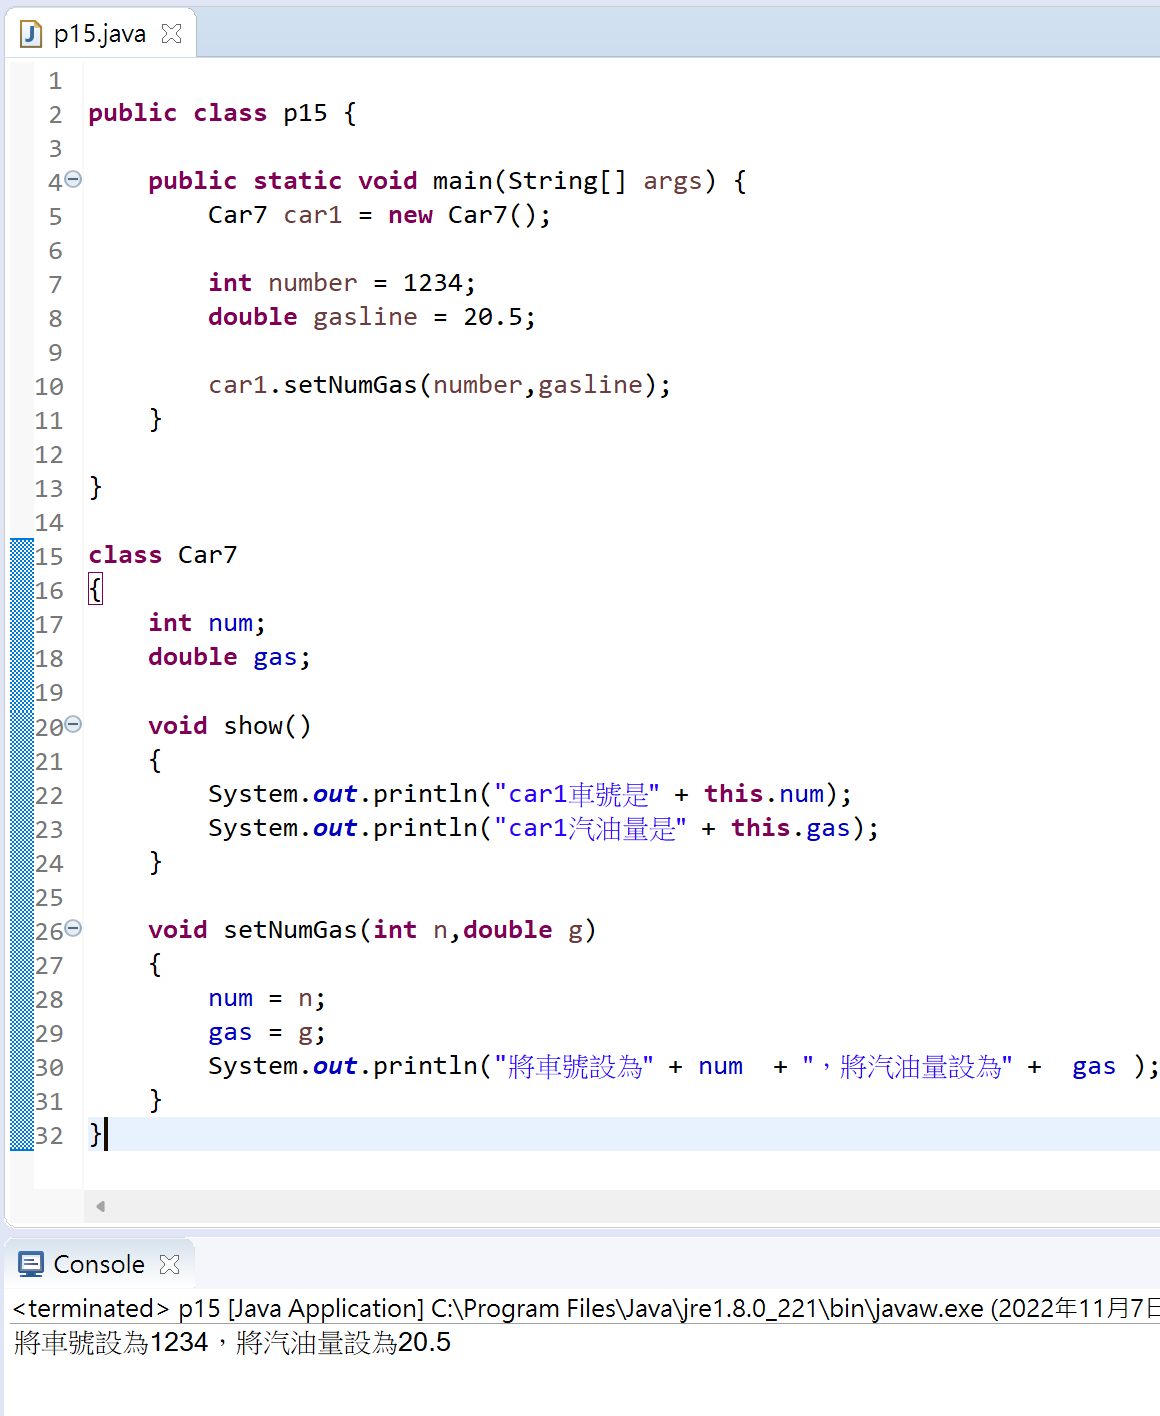 p15.java
1
2 public class p15 {
3
4 public static void main(String[] args) {
5 Car7 car1 = new Car7();
6
7 int number = 1234;
8 double gasline = 20.5;
9
10 car1.setNumGas(number,gasline);
11 }
12
13 }
14
15 class Car7
16 {
17 int num;
18 double gas;
19
20 void show()
21 {
22 System.out.println("car1車號是" + this.num);
23 System.out.println("car1汽油量是" + this.gas);
24 }
25
26 void setNumGas(int n,double g)
27 {
28 num = n;
29 gas = g;
30 System.out.println("將車號設為" + num  + "，將汽油量設為" +  gas );
31 }
32 }
Console
<terminated> p15 [Java Application] C:\Program Files\Java\jre1.8.0_221\bin\javaw.exe (2022年11月7日
將車號設為1234，將汽油量設為20.5